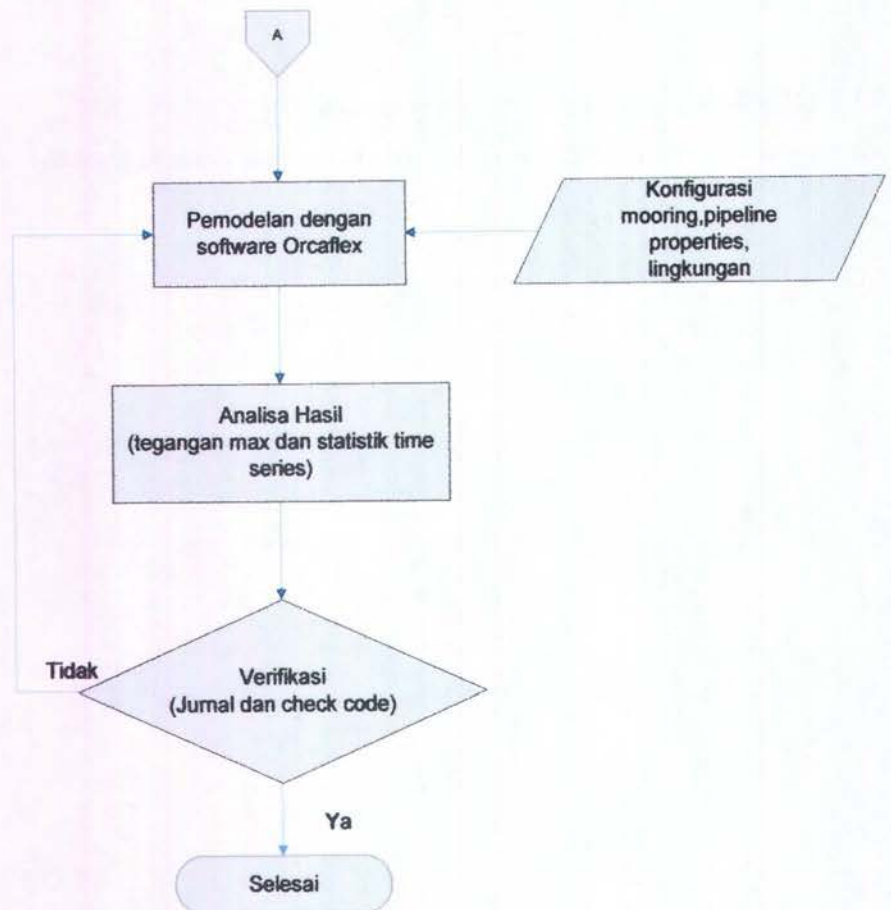 A
Pemodelan dengan
software Orcaflex
Konfigurasi
mooring,pipeline
properties,
lingkungan
Analisa Hasil
(tegangan max dan statistik time
series)
Tidak
Verifikasi
(Jurnal dan check code)
Ya
Selesai